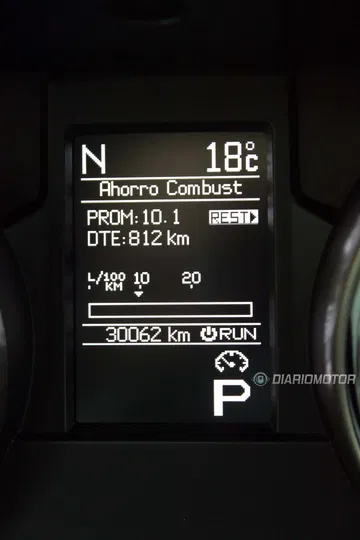 N 18°C
Ahorro Combust
PROM:10.1 REST
DTE:812 km
L/100 KM 10 20
30062 km RUN
DIARIOMOTOR
P